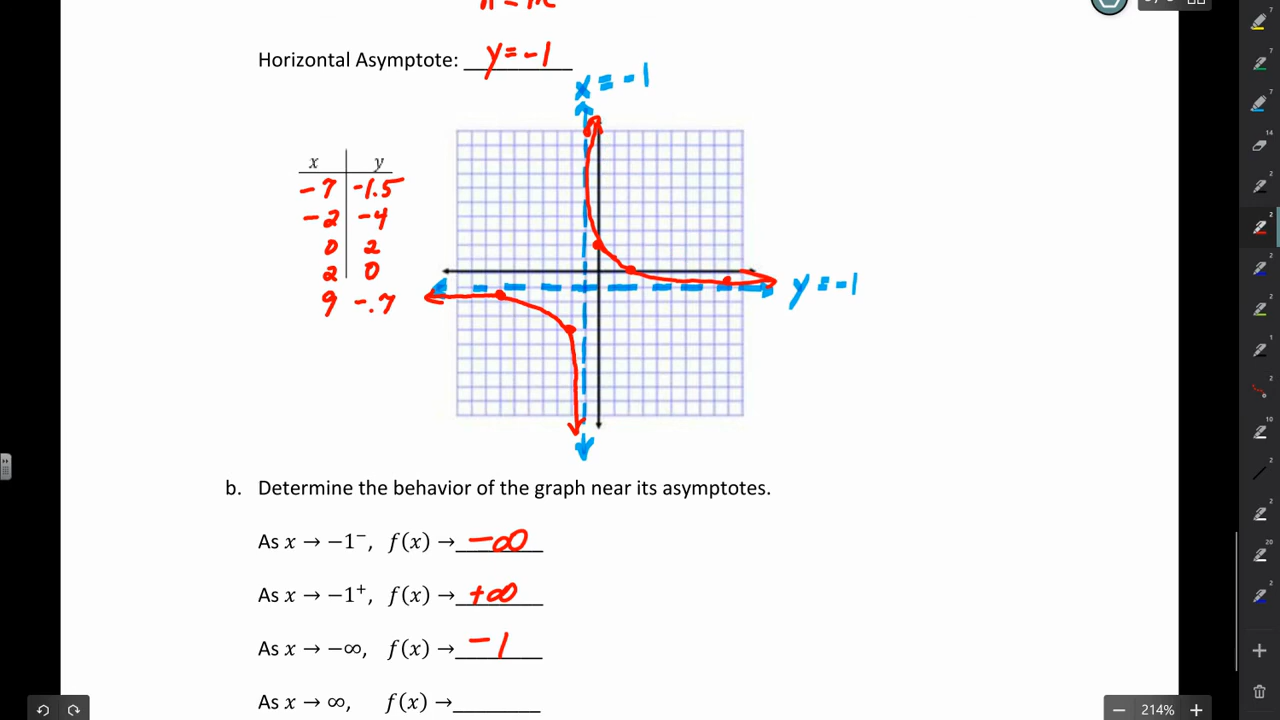 Horizontal Asymptote: y = -1
x = -1
x y
-7 -1.5
-2 -4
0 2
2 0
9 -.7
y = -1
b. Determine the behavior of the graph near its asymptotes.
As x → −1⁻, f(x) → -∞
As x → −1⁺, f(x) → +∞
As x → −∞, f(x) → -1
As x → ∞, f(x) → ________
214%